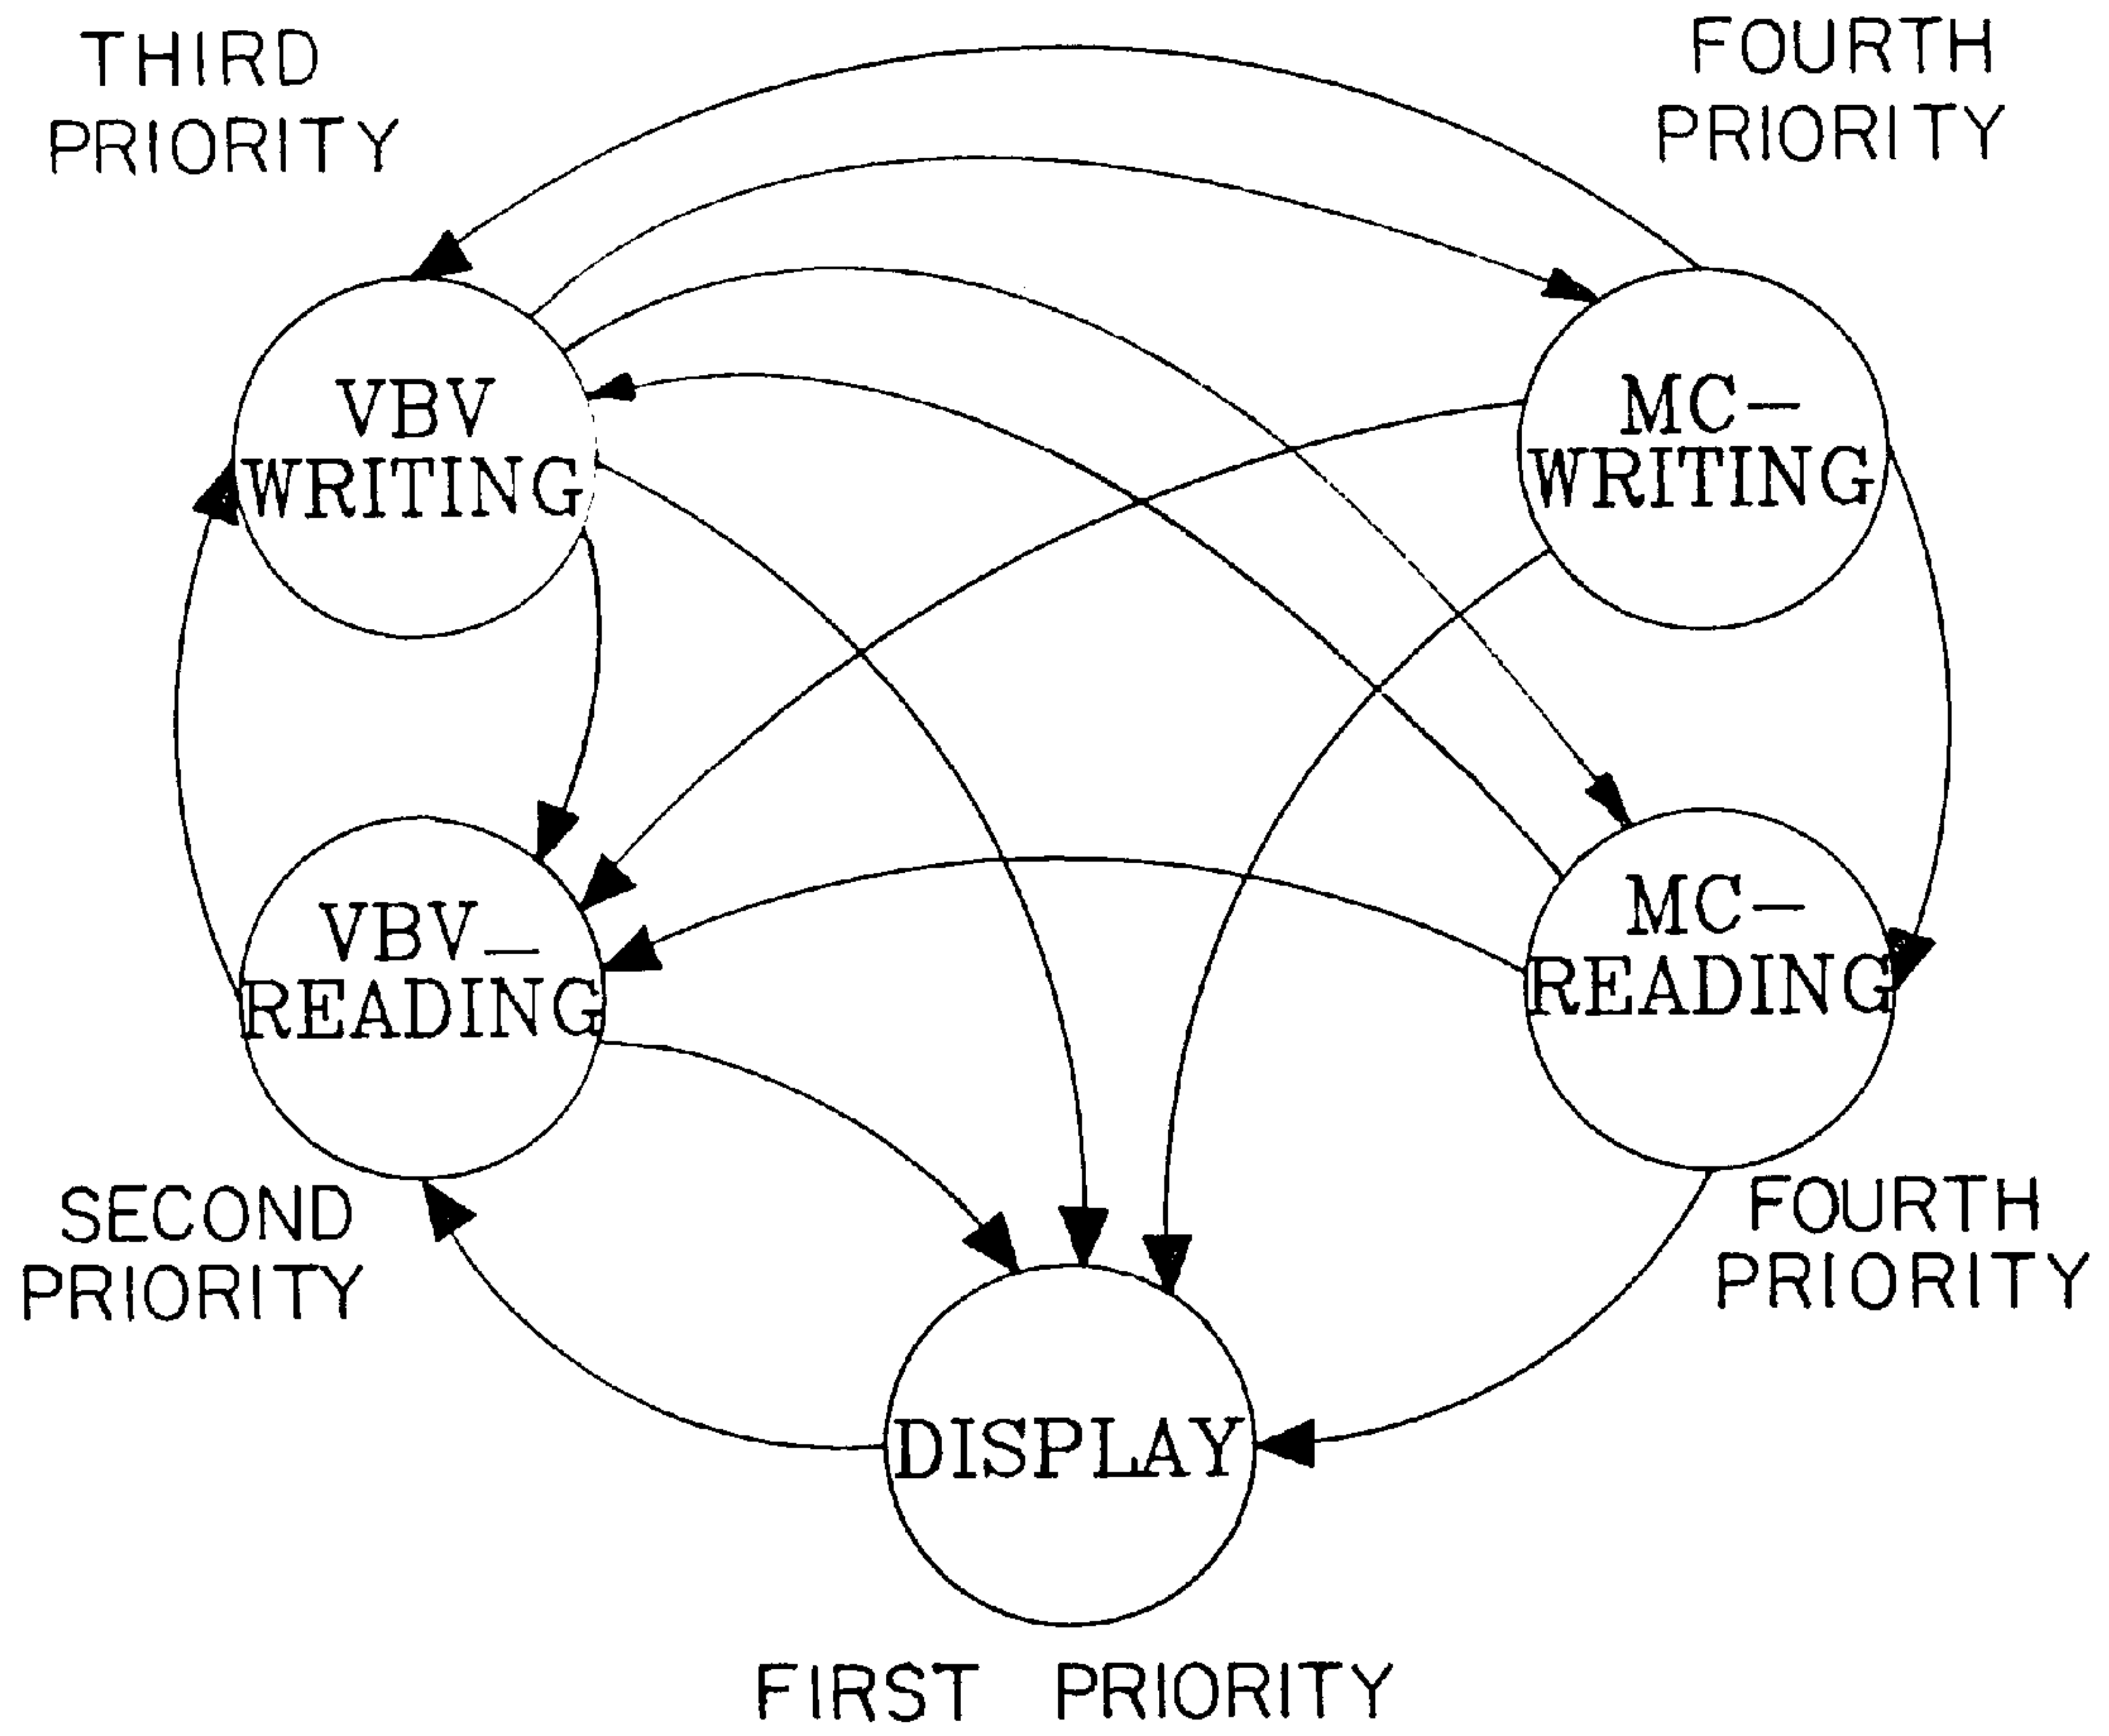 THIRD
PRIORITY
FOURTH
PRIORITY
VBV
WRITING
MC-
WRITING
VBV_
READING
MC-
READING
SECOND
PRIORITY
FOURTH
PRIORITY
DISPLAY
FIRST PRIORITY